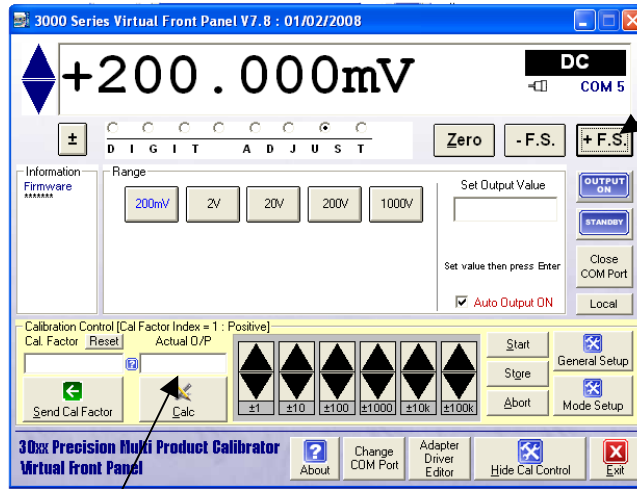 3000 Series Virtual Front Panel V7.8 : 01/02/2008
+200.000mV
DC
COM 5
±
D I G I T A D J U S T
Zero
- F.S.
+ F.S.
Information
Firmware
*******
Range
200mV
2V
20V
200V
1000V
Set Output Value
Set value then press Enter
Auto Output ON
OUTPUT ON
STANDBY
Close COM Port
Local
Calibration Control [Cal Factor Index = 1 : Positive]
Cal. Factor
Reset
Actual O/P
?
Send Cal Factor
Calc
±1
±10
±100
±1000
±10k
±100k
Start
Store
Abort
General Setup
Mode Setup
30xx Precision Multi Product Calibrator
Virtual Front Panel
?
About
Change COM Port
Adapter Driver Editor
Hide Cal Control
X
Exit